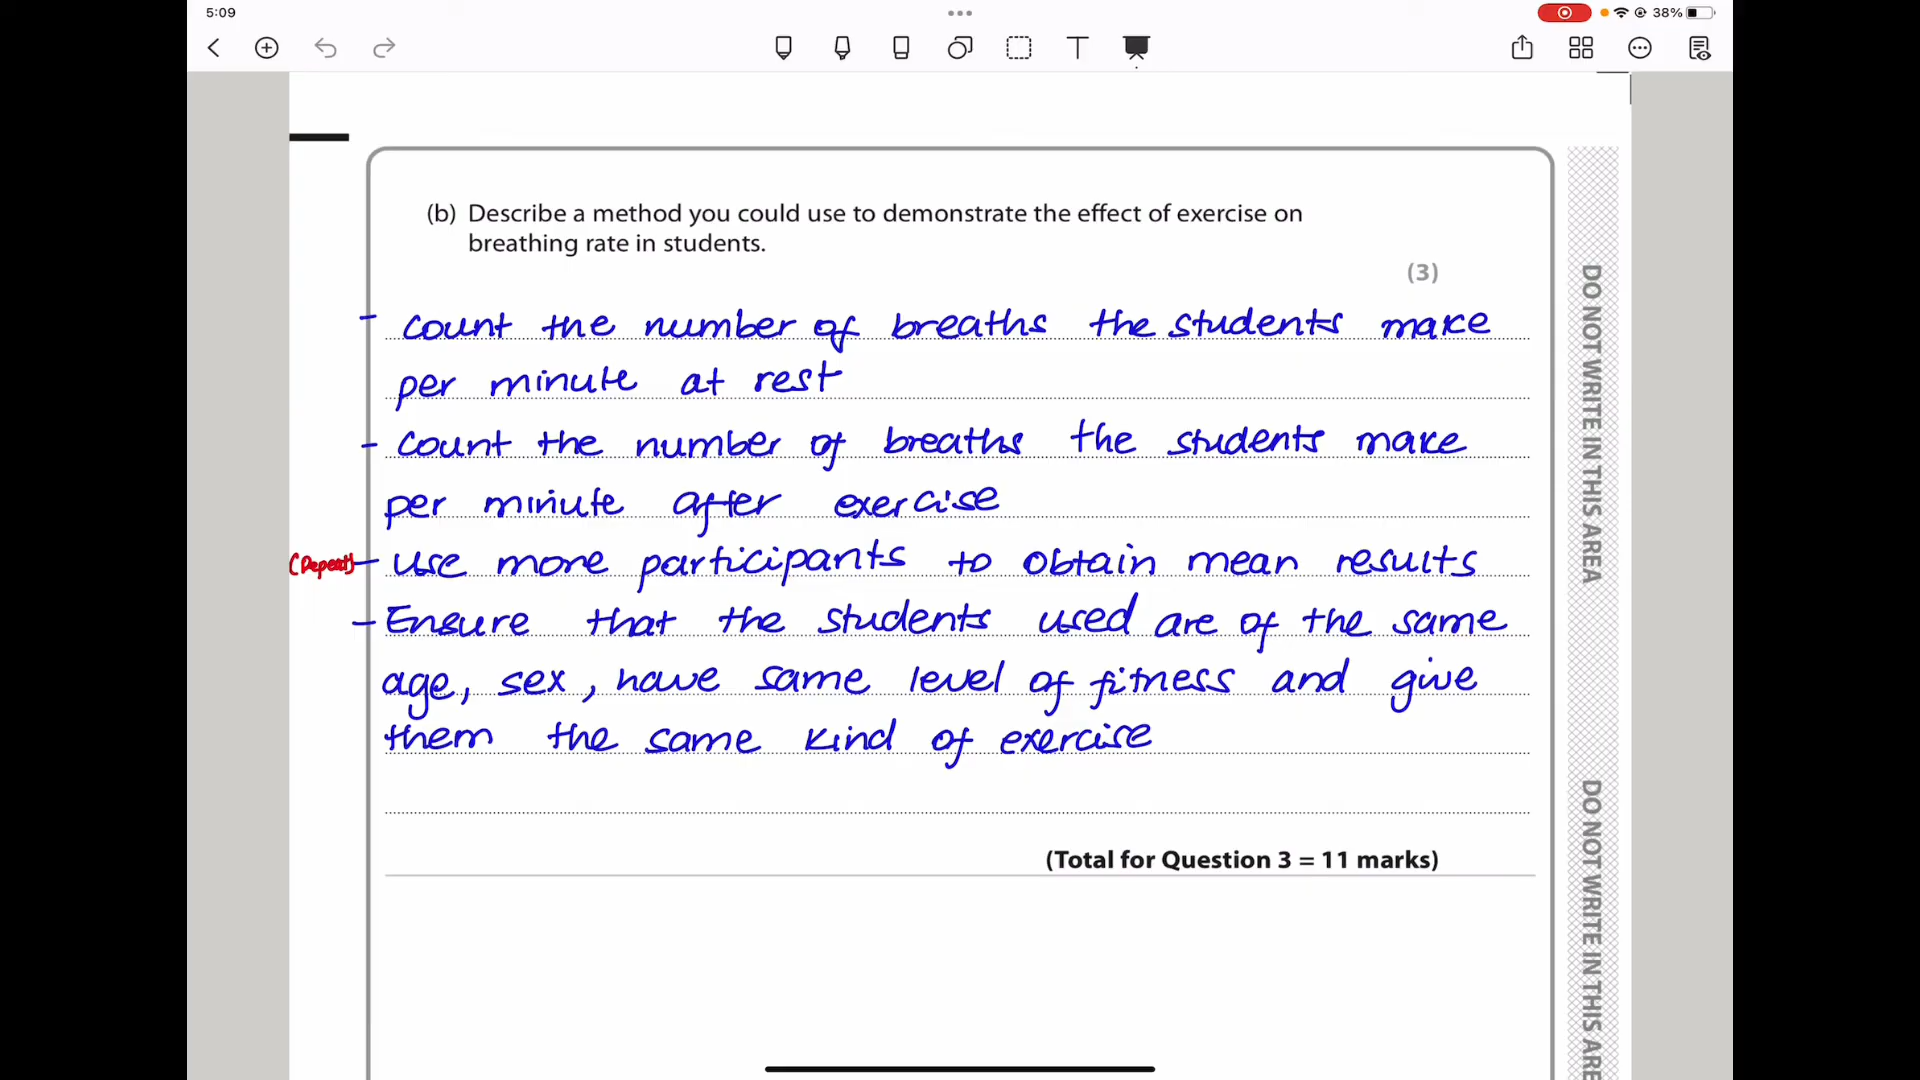 5:09
38%
(b) Describe a method you could use to demonstrate the effect of exercise on
breathing rate in students.
(3)
- count the number of breaths the students make
per minute at rest
- count the number of breaths the students make
per minute after exercise
(Repeat) - use more participants to obtain mean results
- Ensure that the students used are of the same
age, sex, have same level of fitness and give
them the same kind of exercise
(Total for Question 3 = 11 marks)
DO NOT WRITE IN THIS AREA
DO NOT WRITE IN THIS ARE